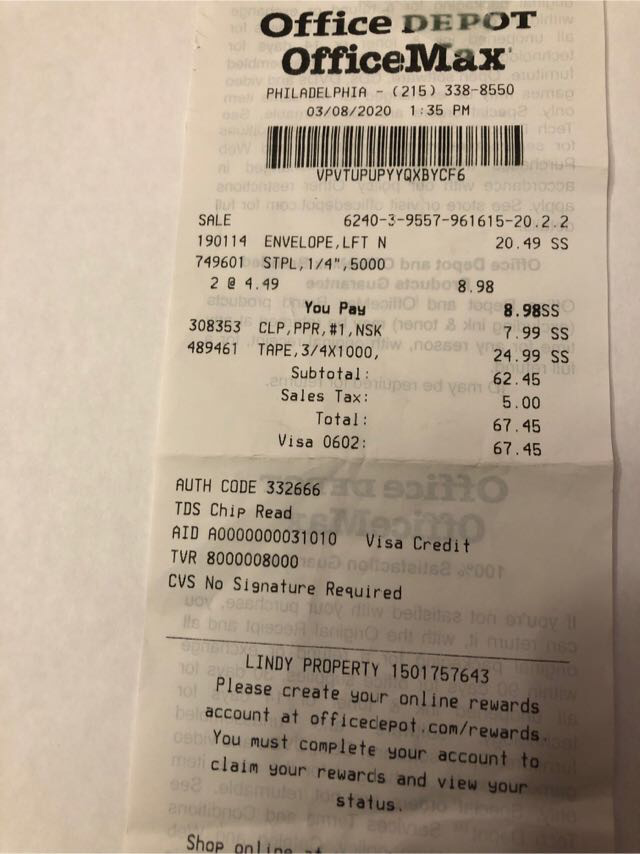 Office DEPOT
OfficeMax
PHILADELPHIA - (215) 338-8550
03/08/2020 1:35 PM
VPVTUPUPYYQXBYCF6
SALE 6240-3-9557-961615-20.2.2
190114 ENVELOPE,LFT N 20.49 SS
749601 STPL,1/4",5000
2 @ 4.49 8.98
You Pay 8.98SS
308353 CLP,PPR,#1,NSK 7.99 SS
489461 TAPE,3/4X1000, 24.99 SS
Subtotal: 62.45
Sales Tax: 5.00
Total: 67.45
Visa 0602: 67.45
AUTH CODE 332666
TDS Chip Read
AID A0000000031010 Visa Credit
TVR 8000008000
CVS No Signature Required
LINDY PROPERTY 1501757643
Please create your online rewards
account at officedepot.com/rewards.
You must complete your account to
claim your rewards and view your
status.
Shop online at